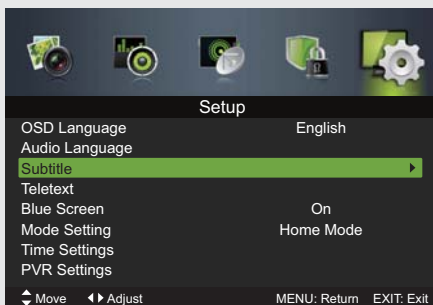 Setup
OSD Language English
Audio Language
Subtitle
Teletext
Blue Screen On
Mode Setting Home Mode
Time Settings
PVR Settings
Move Adjust MENU: Return EXIT: Exit